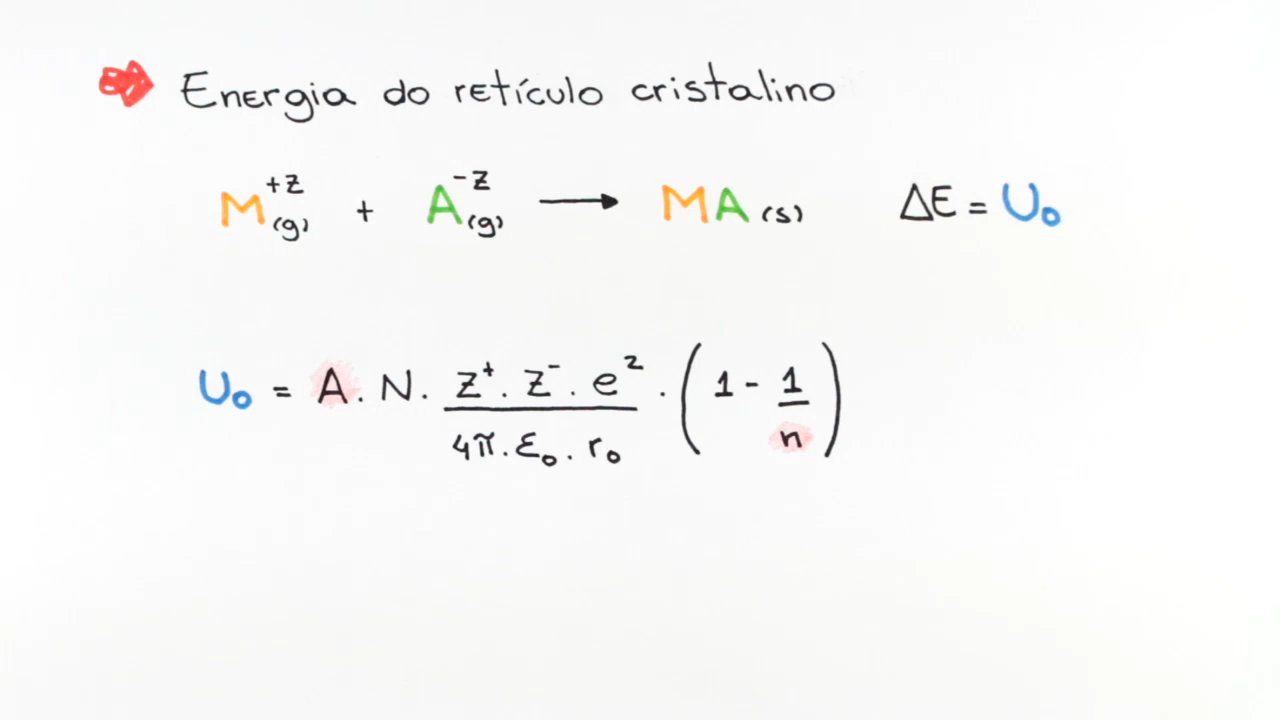 Energia do retículo cristalino
M⁺ᶻ(g) + A⁻ᶻ(g) → MA(s) ΔE = U₀
U₀ = A . N . Z⁺ . Z⁻ . e² / 4π . ε₀ . r₀ . (1 - 1/n)